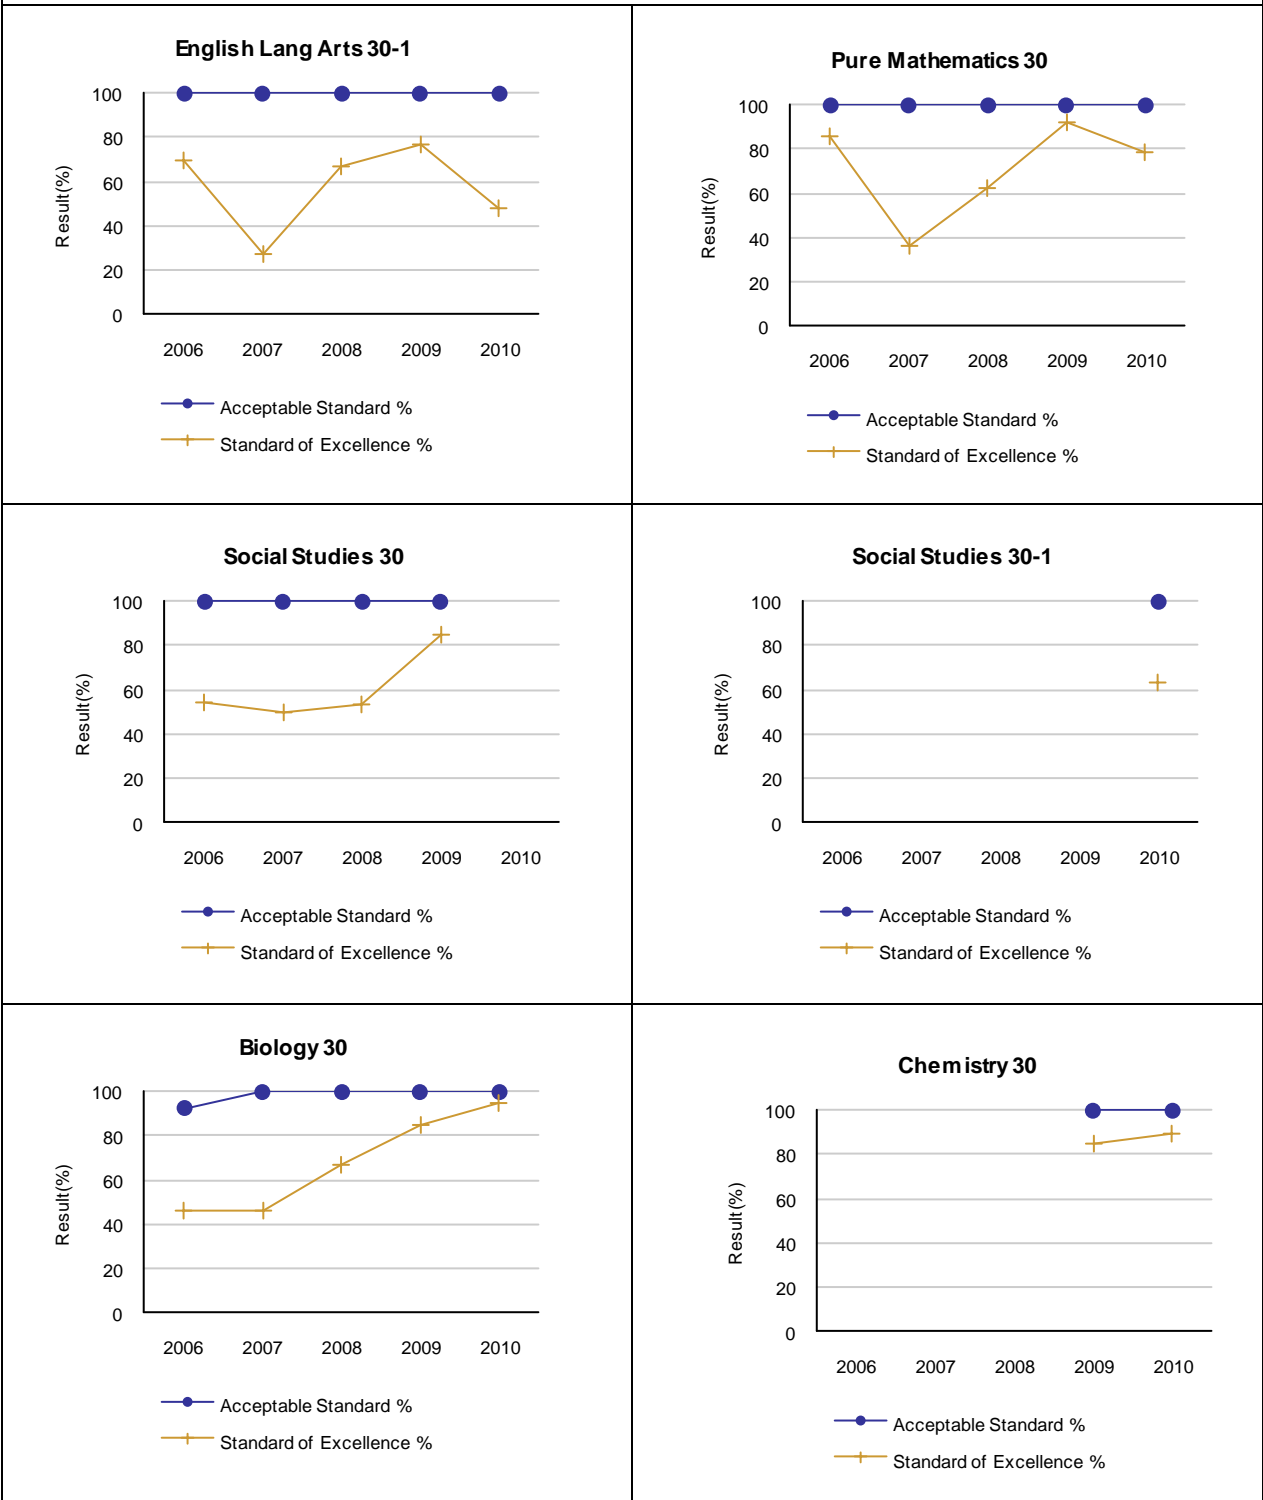 English Lang Arts 30-1
100
80
60
40
20
0
Result(%)
2006 2007 2008 2009 2010
Acceptable Standard %
Standard of Excellence %
Pure Mathematics 30
100
80
60
40
20
0
Result(%)
2006 2007 2008 2009 2010
Acceptable Standard %
Standard of Excellence %
Social Studies 30
100
80
60
40
20
0
Result(%)
2006 2007 2008 2009 2010
Acceptable Standard %
Standard of Excellence %
Social Studies 30-1
100
80
60
40
20
0
Result(%)
2006 2007 2008 2009 2010
Acceptable Standard %
Standard of Excellence %
Biology 30
100
80
60
40
20
0
Result(%)
2006 2007 2008 2009 2010
Acceptable Standard %
Standard of Excellence %
Chemistry 30
100
80
60
40
20
0
Result(%)
2006 2007 2008 2009 2010
Acceptable Standard %
Standard of Excellence %